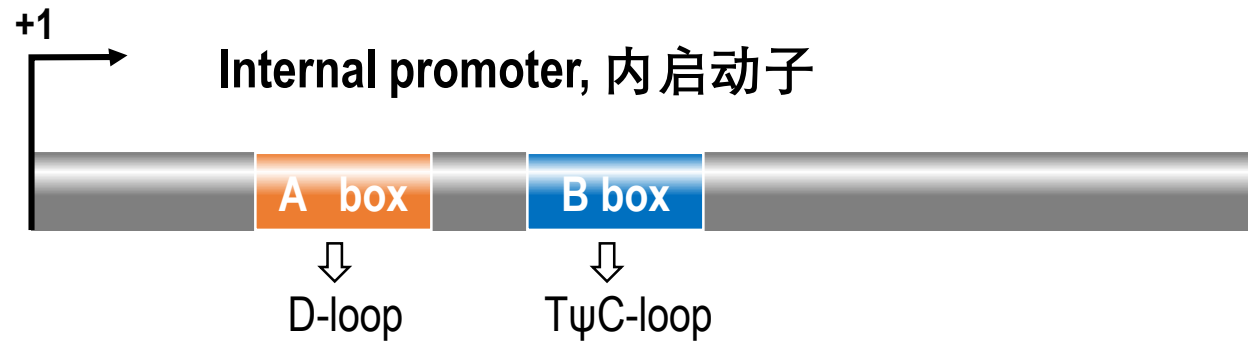 +1
Internal promoter, 内启动子
A box B box
D-loop TψC-loop